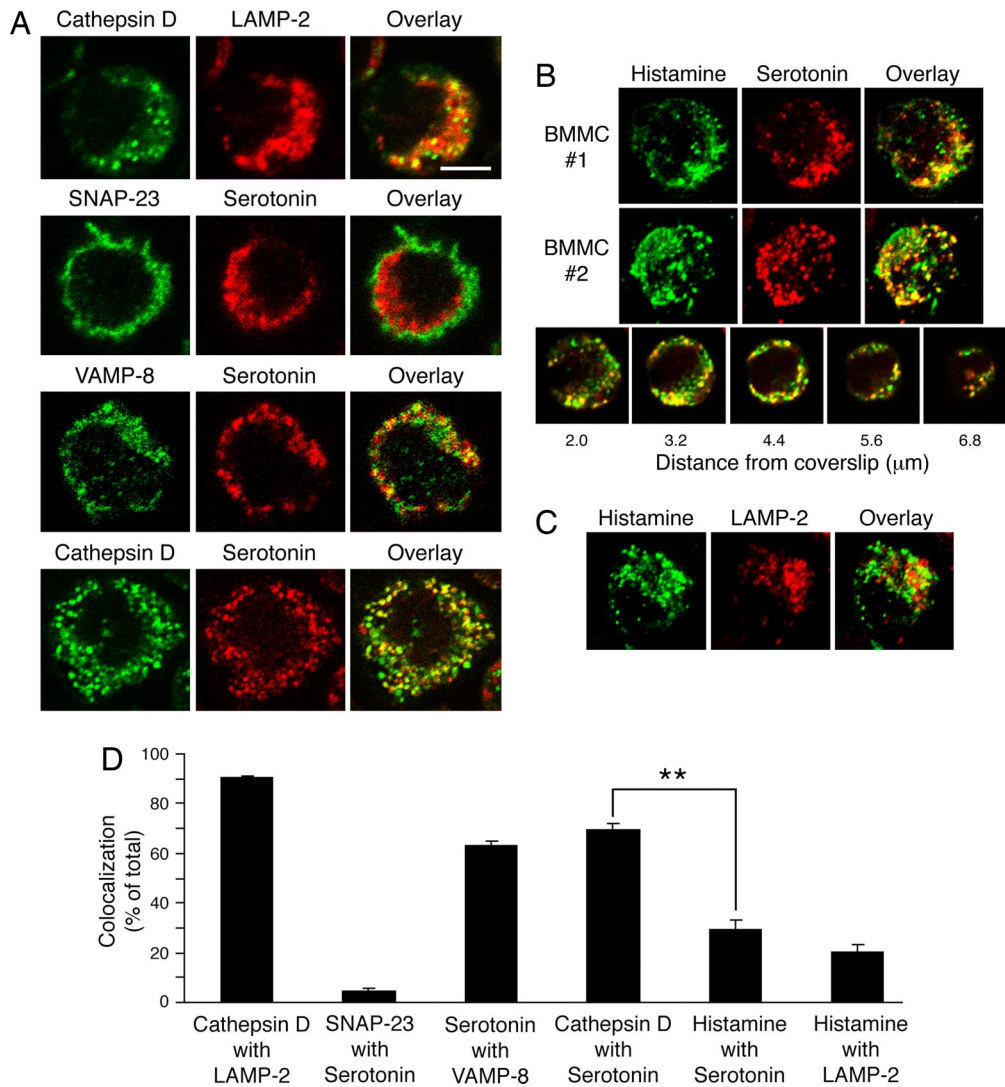 A
Cathepsin D LAMP-2 Overlay
SNAP-23 Serotonin Overlay
VAMP-8 Serotonin Overlay
Cathepsin D Serotonin Overlay
B
Histamine Serotonin Overlay
BMMC
#1
BMMC
#2
2.0 3.2 4.4 5.6 6.8
Distance from coverslip (μm)
C
Histamine LAMP-2 Overlay
D
Colocalization
(% of total)
100
80
60
40
20
0
**
Cathepsin D
with
LAMP-2
SNAP-23
with
Serotonin
Serotonin
with
VAMP-8
Cathepsin D
with
Serotonin
Histamine
with
Serotonin
Histamine
with
LAMP-2